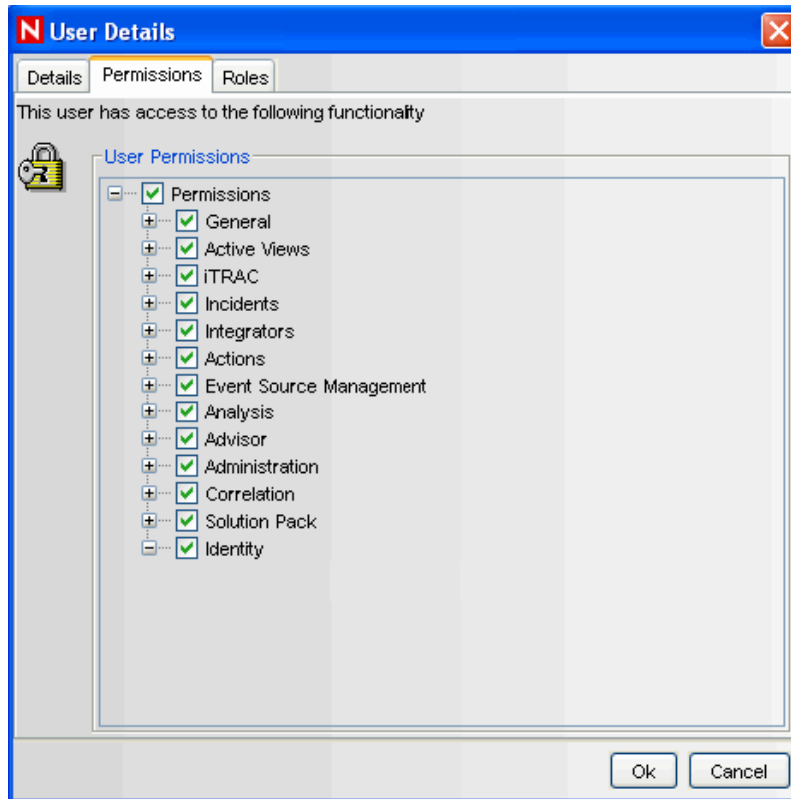 N User Details
Details Permissions Roles
This user has access to the following functionality
User Permissions
Permissions
General
Active Views
iTRAC
Incidents
Integrators
Actions
Event Source Management
Analysis
Advisor
Administration
Correlation
Solution Pack
Identity
Ok Cancel